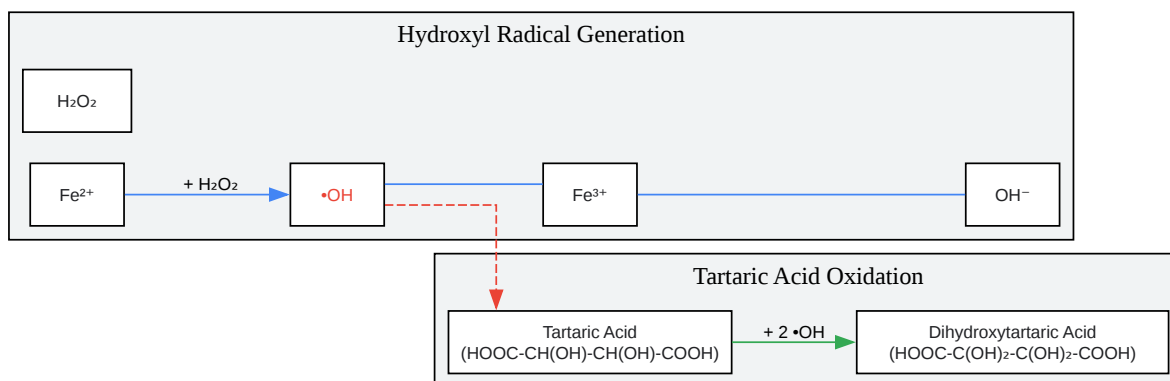 Hydroxyl Radical Generation
H₂O₂
Fe²⁺
+ H₂O₂
•OH
Fe³⁺
OH⁻
Tartaric Acid Oxidation
Tartaric Acid
(HOOC-CH(OH)-CH(OH)-COOH)
+ 2 •OH
Dihydroxytartaric Acid
(HOOC-C(OH)₂-C(OH)₂-COOH)